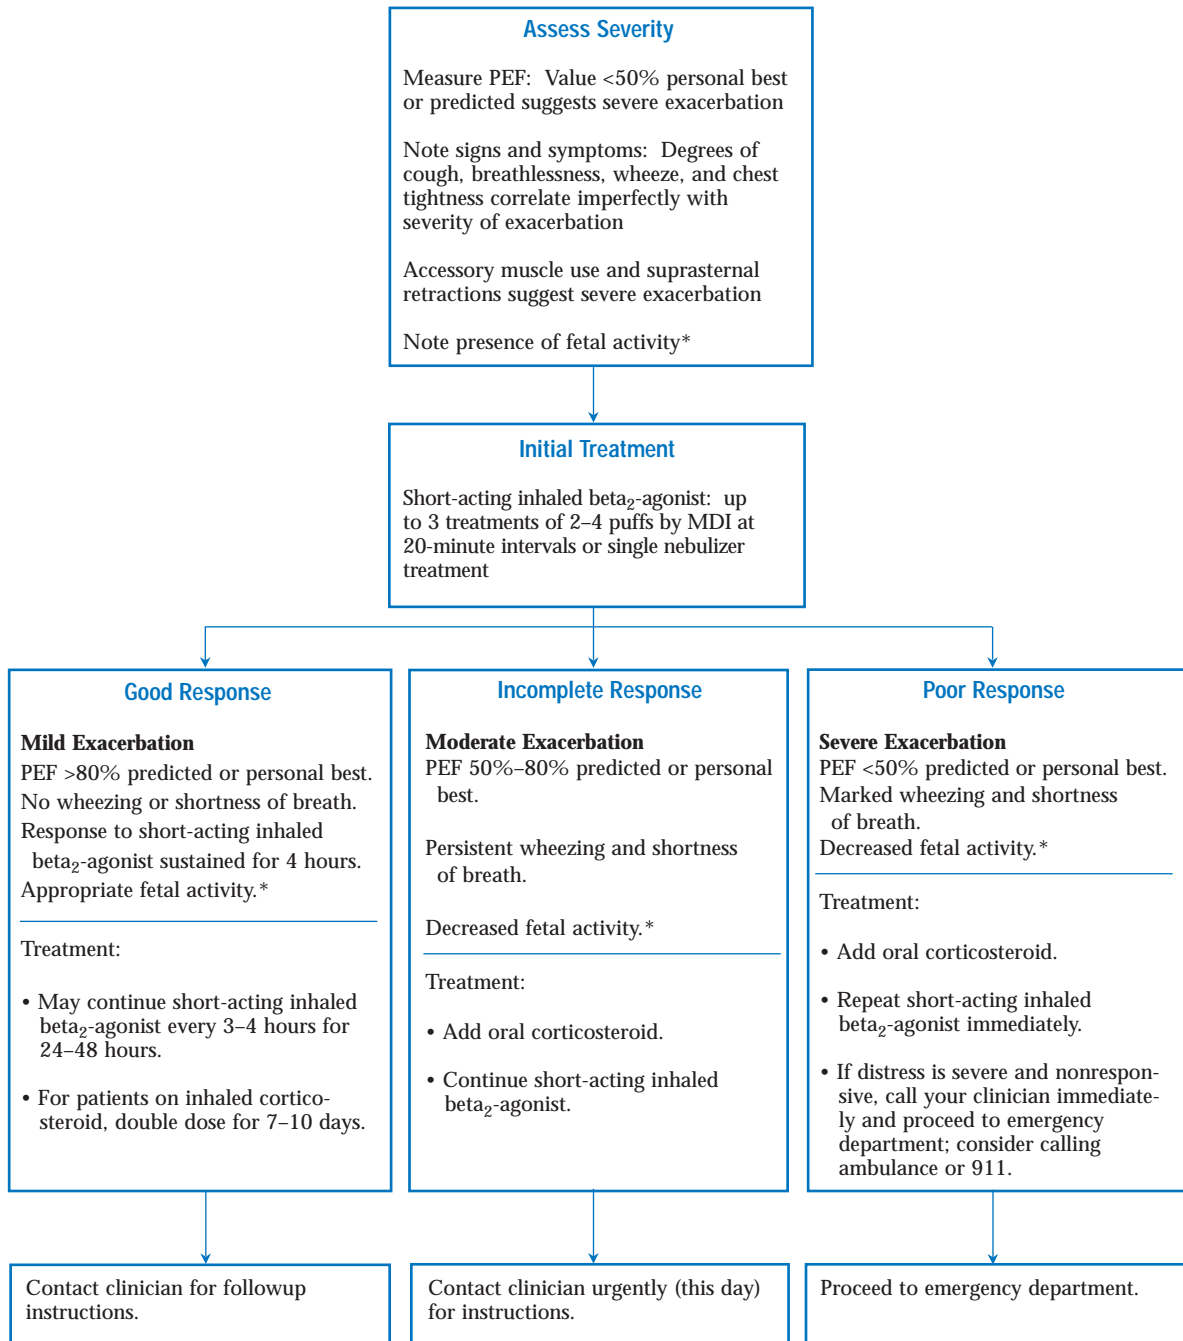 Assess Severity
Measure PEF: Value <50% personal best
or predicted suggests severe exacerbation
Note signs and symptoms: Degrees of
cough, breathlessness, wheeze, and chest
tightness correlate imperfectly with
severity of exacerbation
Accessory muscle use and suprasternal
retractions suggest severe exacerbation
Note presence of fetal activity*
Initial Treatment
Short-acting inhaled beta₂-agonist: up
to 3 treatments of 2–4 puffs by MDI at
20-minute intervals or single nebulizer
treatment
Good Response
Mild Exacerbation
PEF >80% predicted or personal best.
No wheezing or shortness of breath.
Response to short-acting inhaled
beta₂-agonist sustained for 4 hours.
Appropriate fetal activity.*
Treatment:
• May continue short-acting inhaled
beta₂-agonist every 3–4 hours for
24–48 hours.
• For patients on inhaled cortico-
steroid, double dose for 7–10 days.
Contact clinician for followup
instructions.
Incomplete Response
Moderate Exacerbation
PEF 50%–80% predicted or personal
best.
Persistent wheezing and shortness
of breath.
Decreased fetal activity.*
Treatment:
• Add oral corticosteroid.
• Continue short-acting inhaled
beta₂-agonist.
Contact clinician urgently (this day)
for instructions.
Poor Response
Severe Exacerbation
PEF <50% predicted or personal best.
Marked wheezing and shortness
of breath.
Decreased fetal activity.*
Treatment:
• Add oral corticosteroid.
• Repeat short-acting inhaled
beta₂-agonist immediately.
• If distress is severe and nonrespon-
sive, call your clinician immediate-
ly and proceed to emergency
department; consider calling
ambulance or 911.
Proceed to emergency department.